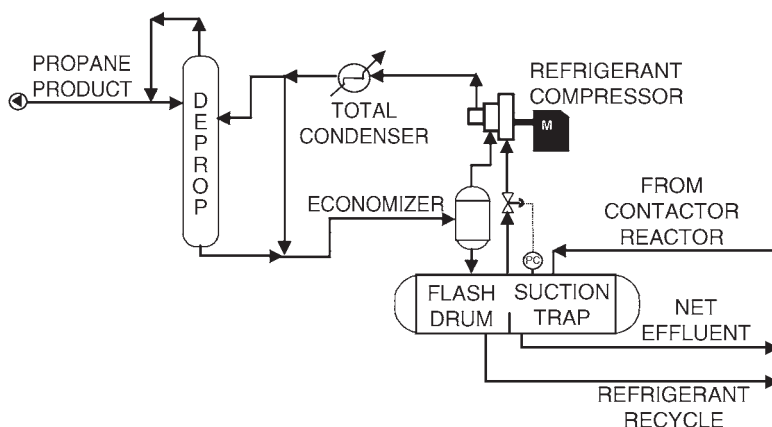 PROPANE
PRODUCT
DEPROP
TOTAL
CONDENSER
REFRIGERANT
COMPRESSOR
M
ECONOMIZER
FROM
CONTACTOR
REACTOR
PC
FLASH
DRUM
SUCTION
TRAP
NET
EFFLUENT
REFRIGERANT
RECYCLE